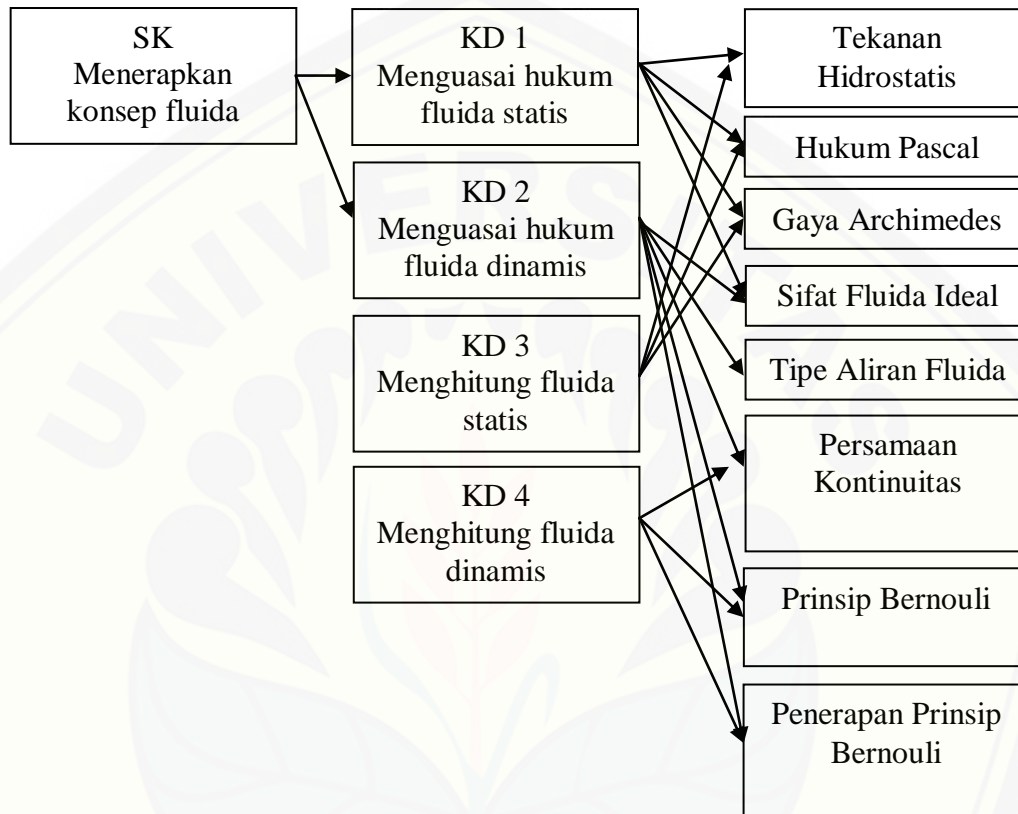 SK
Menerapkan
konsep fluida
KD 1
Menguasai hukum
fluida statis
KD 2
Menguasai hukum
fluida dinamis
KD 3
Menghitung fluida
statis
KD 4
Menghitung fluida
dinamis
Tekanan
Hidrostatis
Hukum Pascal
Gaya Archimedes
Sifat Fluida Ideal
Tipe Aliran Fluida
Persamaan
Kontinuitas
Prinsip Bernouli
Penerapan Prinsip
Bernouli
UNIVERSITAS